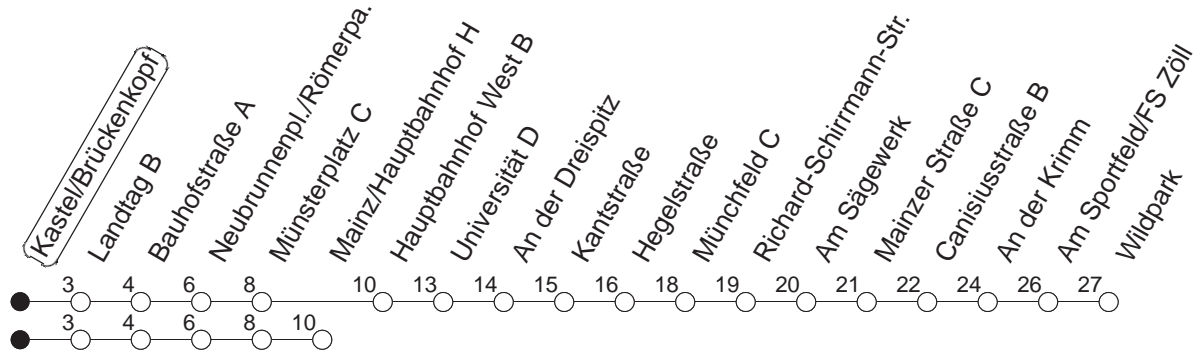 Kastel/Brückenkopf
Landtag B
Bauhofstraße A
Neubrunnenpl./Römerpa.
Münsterplatz C
Mainz/Hauptbahnhof H
Hauptbahnhof West B
Universität D
An der Dreispitz
Kantstraße
Hegelstraße
Münchfeld C
Richard-Schirrmann-Str.
Am Sägewerk
Mainzer Straße C
Canisiusstraße B
An der Krimm
Am Sportfeld/FS Zöll
Wildpark
3 4 6 8 10 13 14 15 16 18 19 20 21 22 24 26 27
3 4 6 8 10